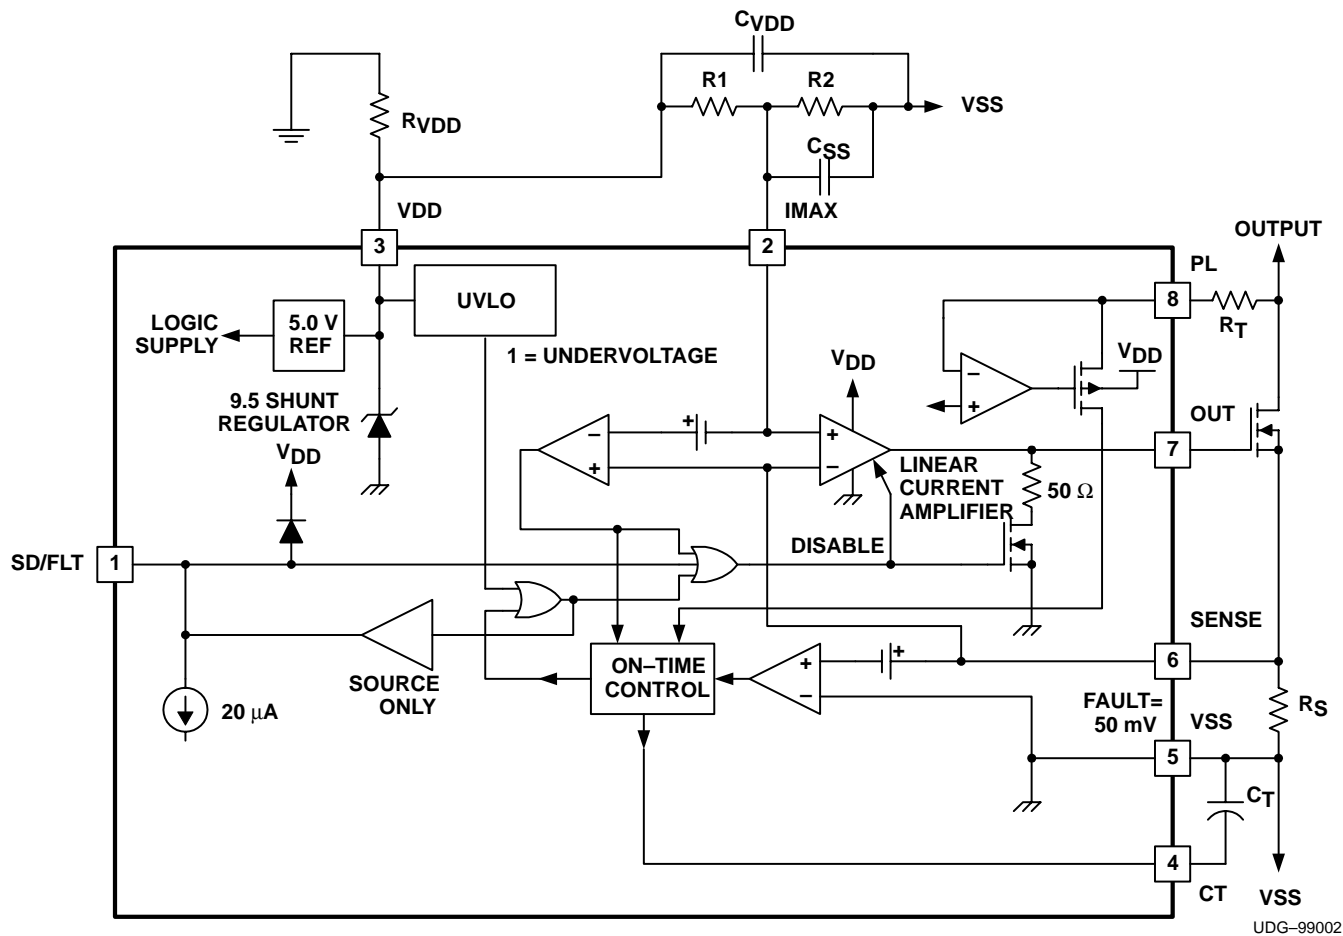 CVDD
R1
R2
VSS
RVDD
CSS
VDD
IMAX
3
2
OUTPUT
PL
8
RT
UVLO
LOGIC
SUPPLY
5.0 V
REF
1 = UNDERVOLTAGE
VDD
VDD
9.5 SHUNT
REGULATOR
VDD
+
–
+
+
–
–
+
OUT
7
LINEAR
CURRENT
AMPLIFIER
50 Ω
SD/FLT
1
DISABLE
SENSE
6
SOURCE
ONLY
ON–TIME
CONTROL
+
–
+
FAULT=
50 mV
VSS
RS
20 µA
5
CT
4
CT
VSS
UDG–99002